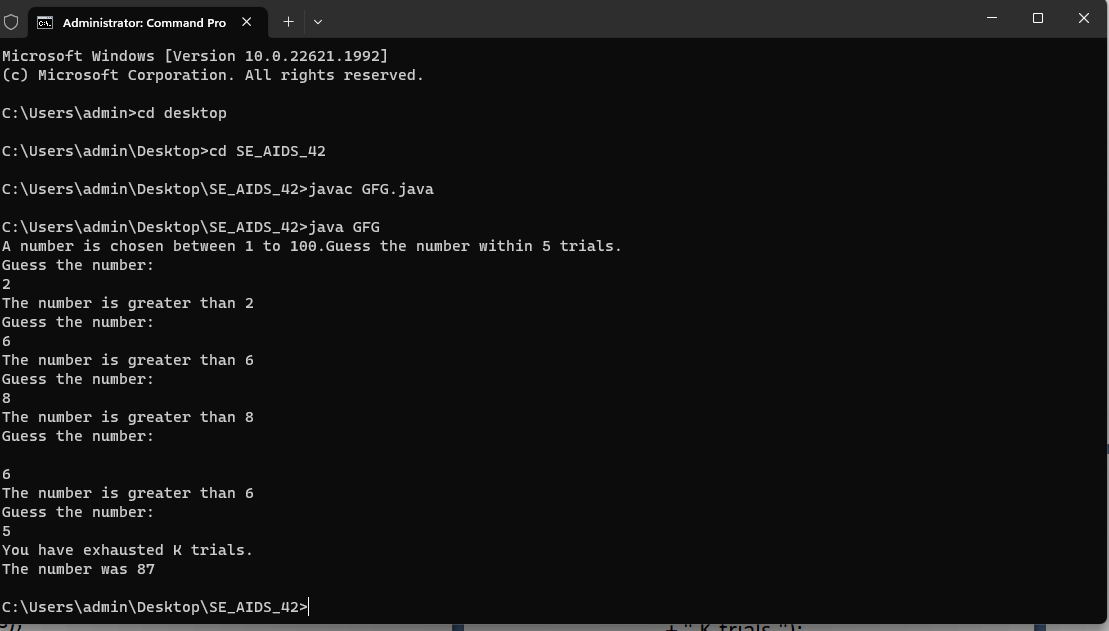 Administrator: Command Pro
Microsoft Windows [Version 10.0.22621.1992]
(c) Microsoft Corporation. All rights reserved.
C:\Users\admin>cd desktop
C:\Users\admin\Desktop>cd SE_AIDS_42
C:\Users\admin\Desktop\SE_AIDS_42>javac GFG.java
C:\Users\admin\Desktop\SE_AIDS_42>java GFG
A number is chosen between 1 to 100.Guess the number within 5 trials.
Guess the number:
2
The number is greater than 2
Guess the number:
6
The number is greater than 6
Guess the number:
8
The number is greater than 8
Guess the number:
6
The number is greater than 6
Guess the number:
5
You have exhausted K trials.
The number was 87
C:\Users\admin\Desktop\SE_AIDS_42>
+ " K trials.");